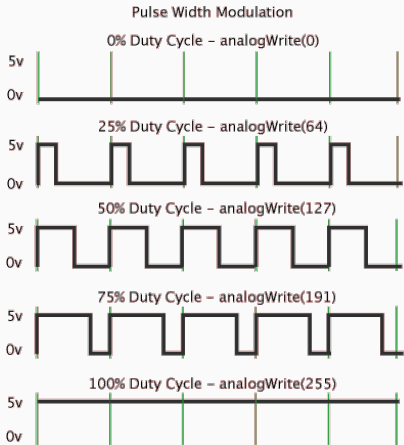 Pulse Width Modulation
0% Duty Cycle – analogWrite(0)
5v
0v
25% Duty Cycle – analogWrite(64)
5v
0v
50% Duty Cycle – analogWrite(127)
5v
0v
75% Duty Cycle – analogWrite(191)
5v
0v
100% Duty Cycle – analogWrite(255)
5v
0v